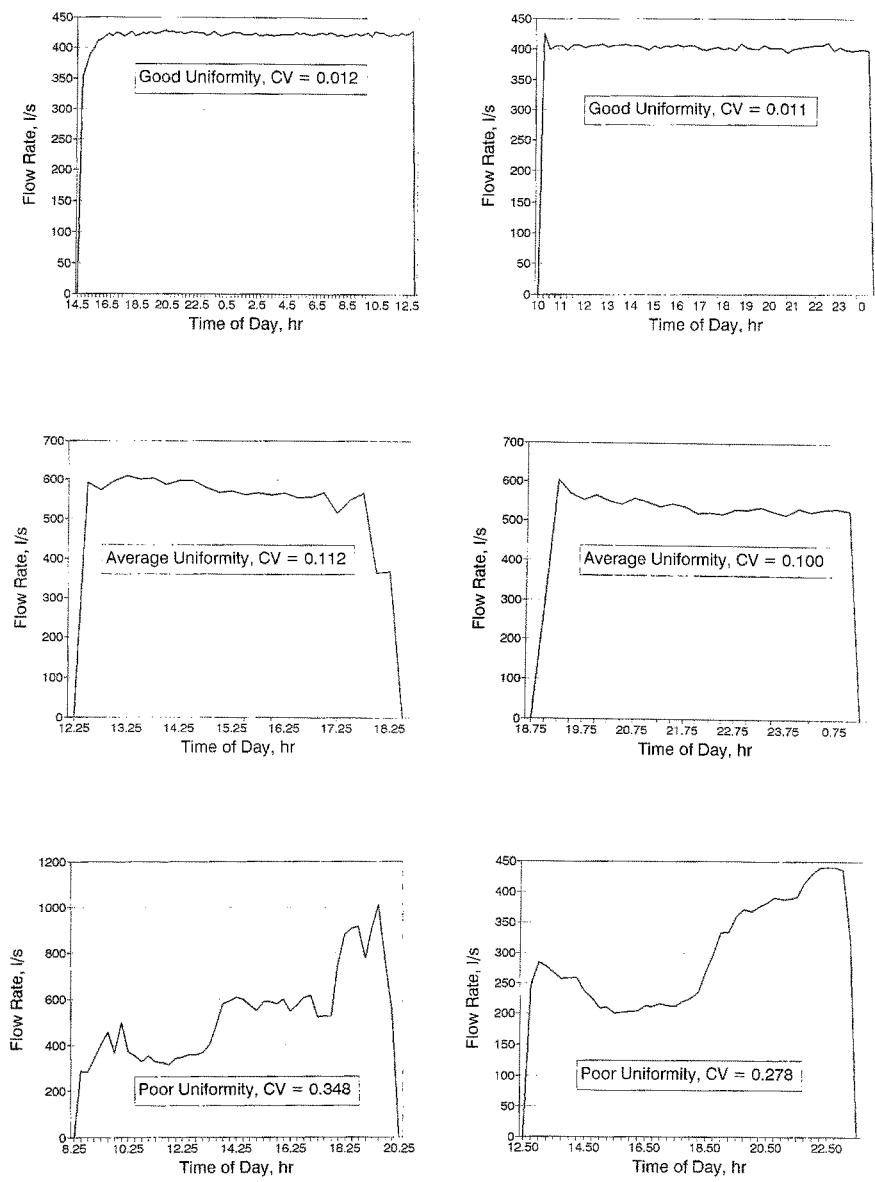 450
400
350
300
250
200
150
100
50
0
Flow Rate, l/s
Good Uniformity, CV = 0.012
14.5 16.5 18.5 20.5 22.5 0.5 2.5 4.5 6.5 8.5 10.5 12.5
Time of Day, hr
450
400
350
300
250
200
150
100
50
0
Flow Rate, l/s
Good Uniformity, CV = 0.011
10 11 12 13 14 15 16 17 18 19 20 21 22 23 0
Time of Day, hr
700
600
500
400
300
200
100
0
Flow Rate, l/s
Average Uniformity, CV = 0.112
12.25 13.25 14.25 15.25 16.25 17.25 18.25
Time of Day, hr
700
600
500
400
300
200
100
0
Flow Rate, l/s
Average Uniformity, CV = 0.100
18.75 19.75 20.75 21.75 22.75 23.75 0.75
Time of Day, hr
1200
1000
800
600
400
200
0
Flow Rate, l/s
Poor Uniformity, CV = 0.348
8.25 10.25 12.25 14.25 16.25 18.25 20.25
Time of Day, hr
450
400
350
300
250
200
150
100
50
0
Flow Rate, l/s
Poor Uniformity, CV = 0.278
12.50 14.50 16.50 18.50 20.50 22.50
Time of Day, hr